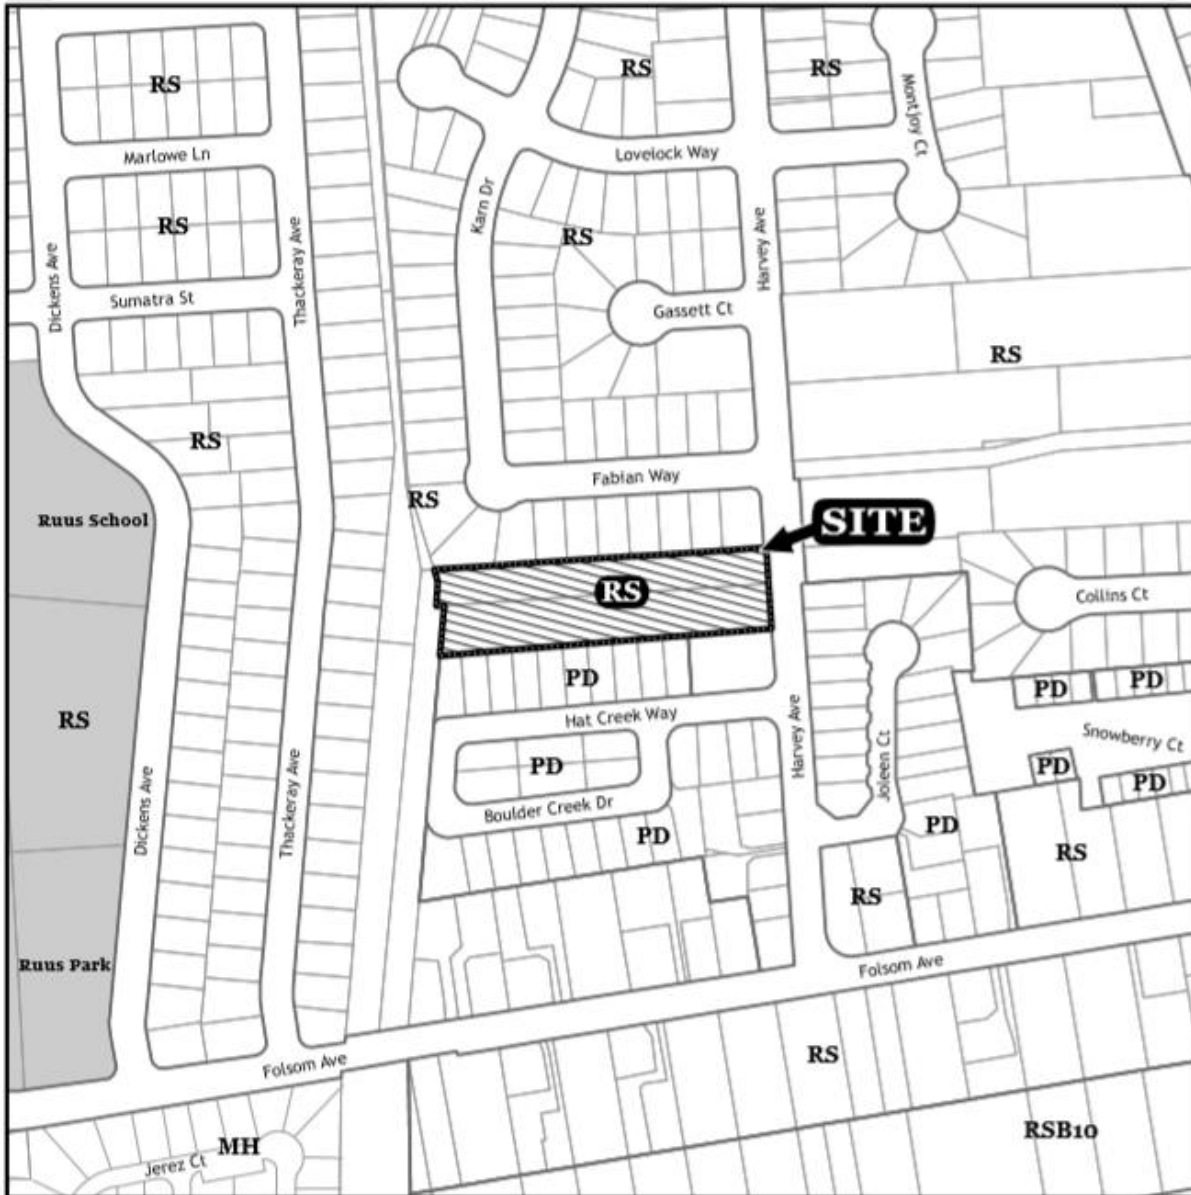 RS
RS
RS
Montjoy Ct
Marlowe Ln
Lovelock Way
Karn Dr
RS
RS
Harvey Ave
Dickens Ave
Thackeray Ave
Sumatra St
Gassett Ct
RS
RS
Fabian Way
RS
Ruus School
SITE
RS
Collins Ct
PD
PD
PD
RS
Hat Creek Way
Harvey Ave
Joleen Ct
Snowberry Ct
PD
PD
PD
Dickens Ave
Thackeray Ave
Boulder Creek Dr
PD
PD
RS
RS
Ruus Park
Folsom Ave
Folsom Ave
RS
RSB10
MH
Jerez Ct